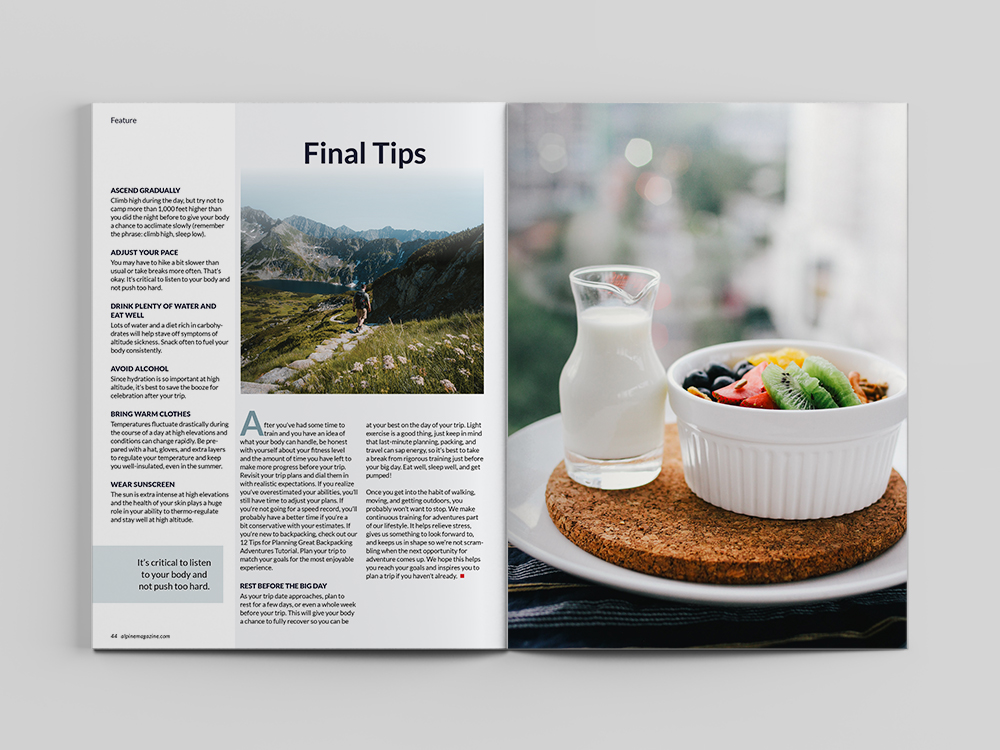 Feature
Final Tips
ASCEND GRADUALLY
Climb high during the day, but try not to
camp more than 1,000 feet higher than
you did the night before to give your body
a chance to acclimate slowly (remember
the phrase: climb high, sleep low).
ADJUST YOUR PACE
You may have to hike a bit slower than
usual or take breaks more often. That's
okay. It's critical to listen to your body and
not push too hard.
DRINK PLENTY OF WATER AND
EAT WELL
Lots of water and a diet rich in carbohy-
drates will help stave off symptoms of
altitude sickness. Snack often to fuel your
body consistently.
AVOID ALCOHOL
Since hydration is so important at high
altitude, it's best to save the booze for
celebration after your trip.
BRING WARM CLOTHES
Temperatures fluctuate drastically during
the course of a day at high elevations and
conditions can change rapidly. Be pre-
pared with a hat, gloves, and extra layers
to regulate your temperature and keep
you well-insulated, even in the summer.
WEAR SUNSCREEN
The sun is extra intense at high elevations
and the health of your skin plays a huge
role in your ability to thermo-regulate
and stay well at high altitude.
It's critical to listen
to your body and
not push too hard.
After you've had some time to
train and you have an idea of
what your body can handle, be honest
with yourself about your fitness level
and the amount of time you have left to
make more progress before your trip.
Revisit your trip plans and dial them in
with realistic expectations. If you realize
you've overestimated your abilities, you'll
still have time to adjust your plans. If
you're not going for a speed record, you'll
probably have a better time if you're a
bit conservative with your estimates. If
you're new to backpacking, check out our
12 Tips for Planning Great Backpacking
Adventures Tutorial. Plan your trip to
match your goals for the most enjoyable
experience.
REST BEFORE THE BIG DAY
As your trip date approaches, plan to
rest for a few days, or even a whole week
before your trip. This will give your body
a chance to fully recover so you can be
at your best on the day of your trip. Light
exercise is a good thing, just keep in mind
that last-minute planning, packing, and
travel can sap energy, so it's best to take
a break from rigorous training just before
your big day. Eat well, sleep well, and get
pumped!
Once you get into the habit of walking,
moving, and getting outdoors, you
probably won't want to stop. We make
continuous training for adventures part
of our lifestyle. It helps relieve stress,
gives us something to look forward to,
and keeps us in shape so we're not scram-
bling when the next opportunity for
adventure comes up. We hope this helps
you reach your goals and inspires you to
plan a trip if you haven't already.
44 alpinemagazine.com